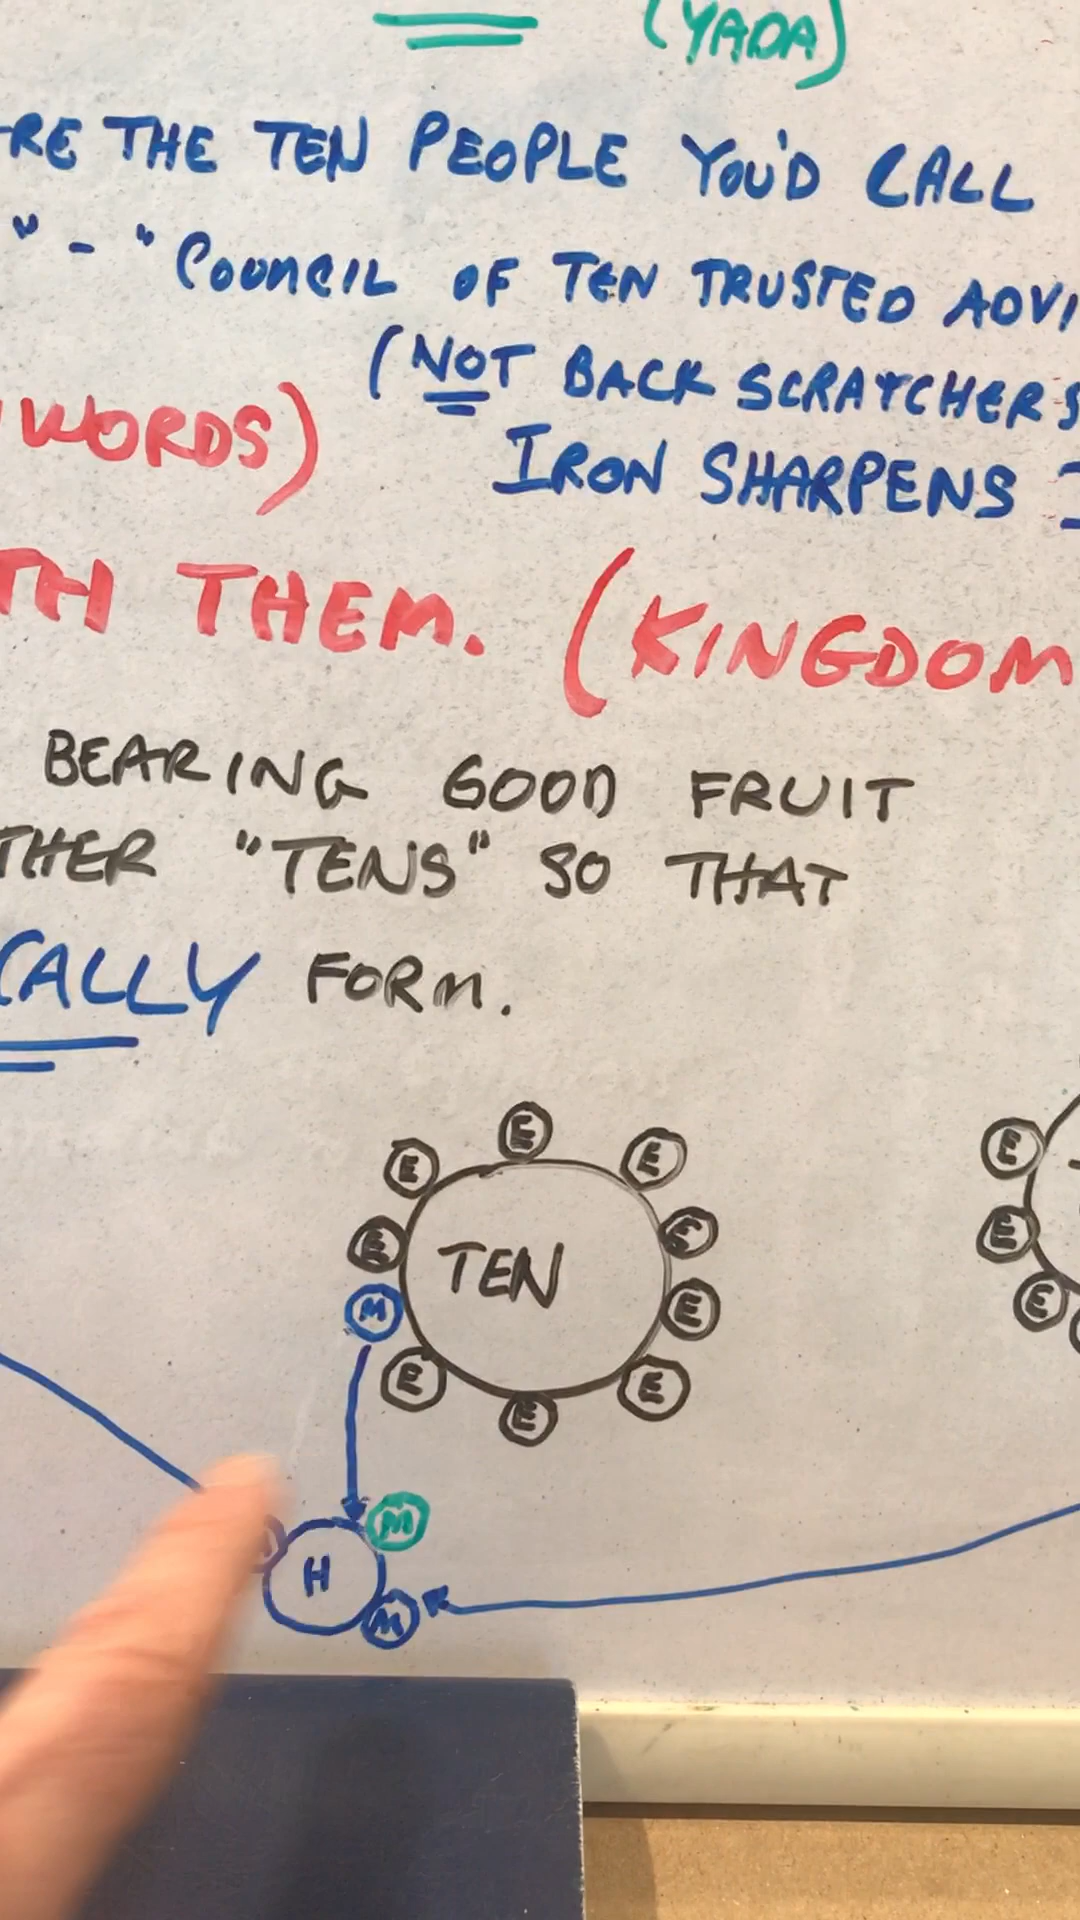 (YADA)
RE THE TEN PEOPLE YOU'D CALL
" - "COUNCIL OF TEN TRUSTED ADVI
(NOT BACK SCRATCHERS
WORDS)
IRON SHARPENS I
TH THEM. (KINGDOM
BEARING GOOD FRUIT
THER "TENS" SO THAT
CALLY FORM.
E
E E
E
E E
E TEN E
E
M E
E
E E
E
M
H
M